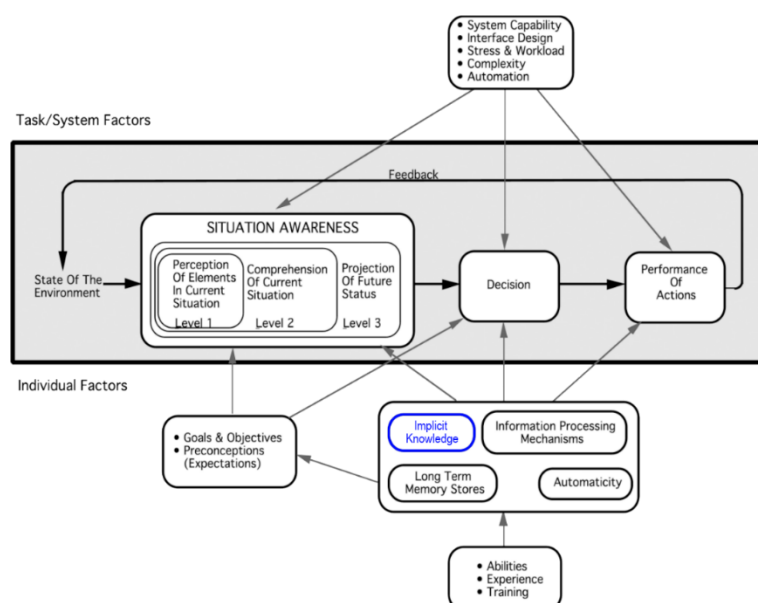 • System Capability
• Interface Design
• Stress & Workload
• Complexity
• Automation
Task/System Factors
Feedback
SITUATION AWARENESS
Perception
Of Elements
In Current
Situation
Level 1
Comprehension
Of Current
Situation
Level 2
Projection
Of Future
Status
Level 3
State Of The
Environment
Decision
Performance
Of
Actions
Individual Factors
• Goals & Objectives
• Preconceptions
(Expectations)
Implicit
Knowledge
Information Processing
Mechanisms
Long Term
Memory Stores
Automaticity
• Abilities
• Experience
• Training